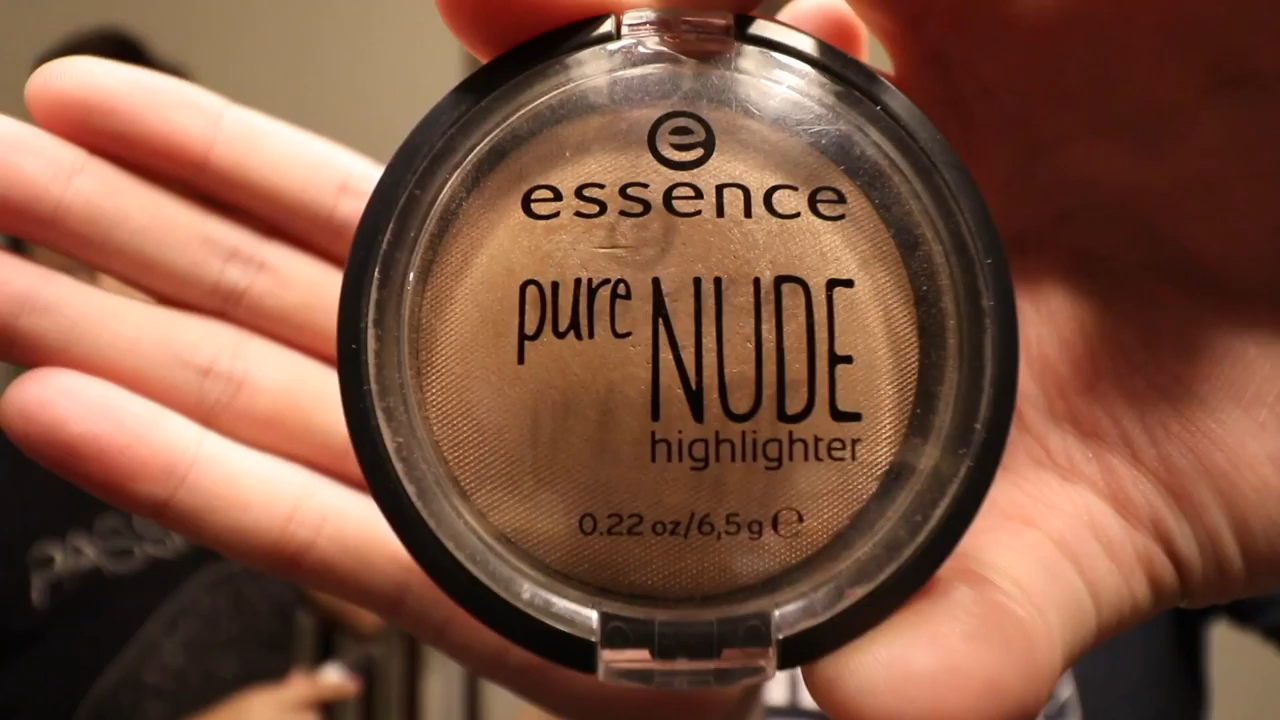 e
essence
pure NUDE
highlighter
0.22 oz/6,5g ℮